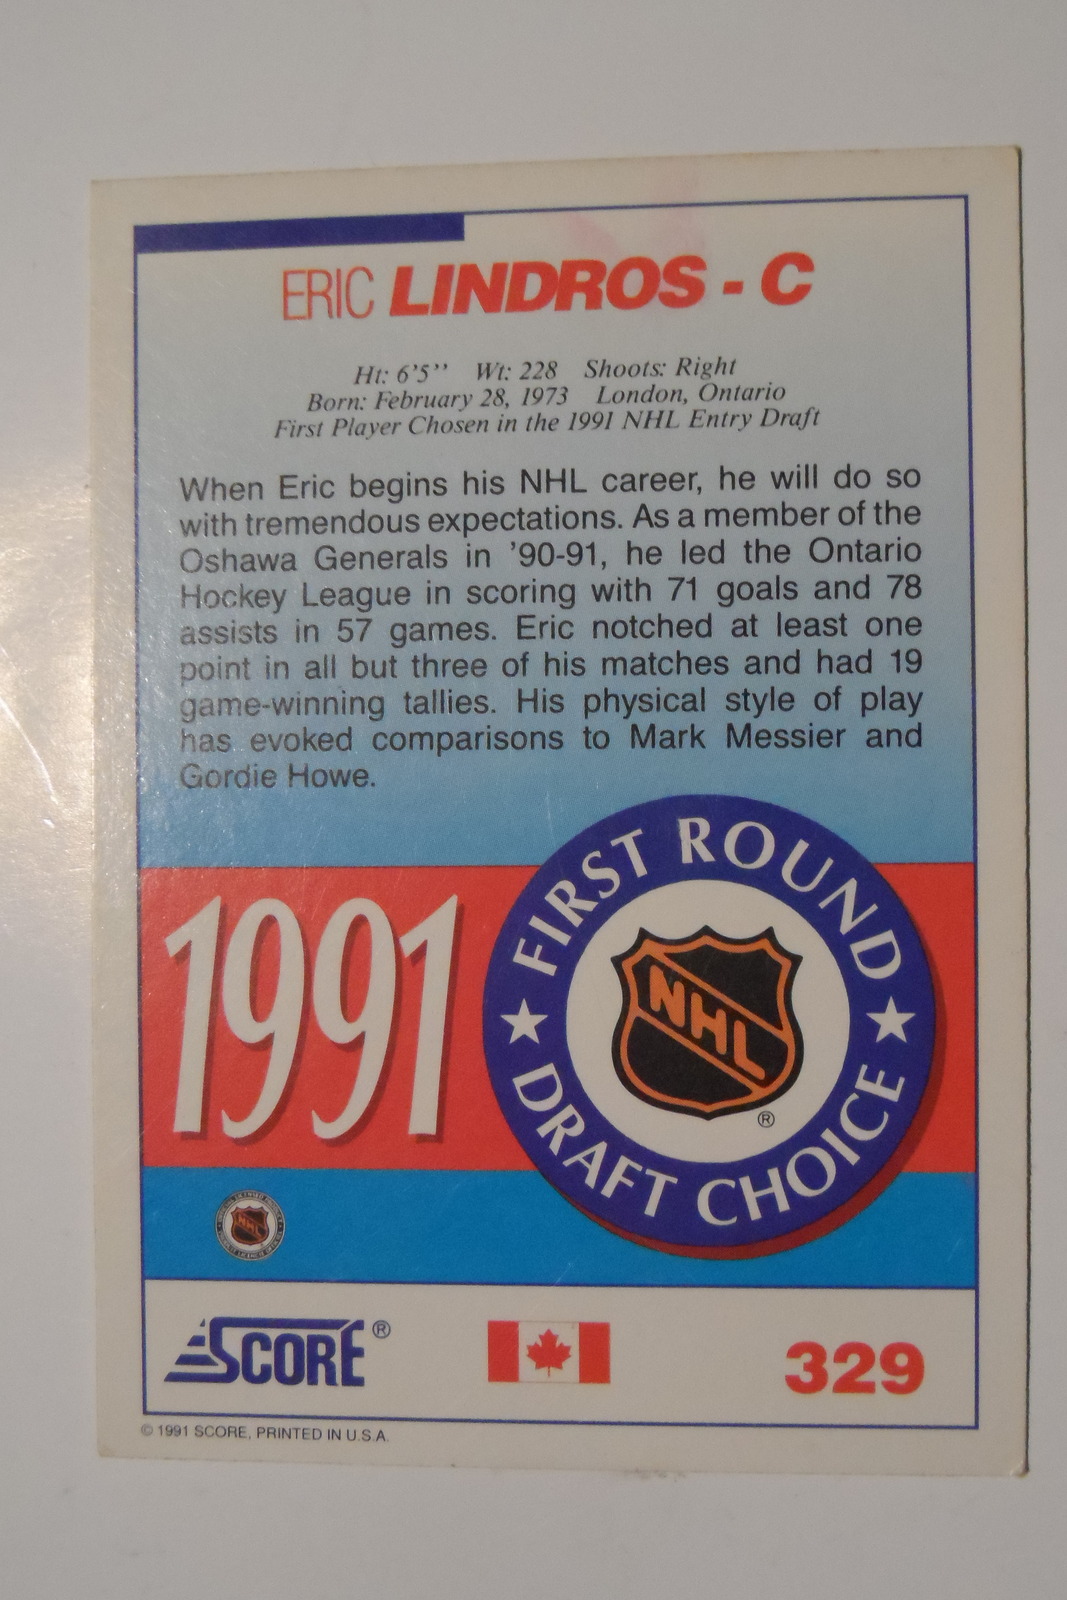 ERIC LINDROS - C
Ht: 6'5'' Wt: 228 Shoots: Right
Born: February 28, 1973 London, Ontario
First Player Chosen in the 1991 NHL Entry Draft
When Eric begins his NHL career, he will do so
with tremendous expectations. As a member of the
Oshawa Generals in '90-91, he led the Ontario
Hockey League in scoring with 71 goals and 78
assists in 57 games. Eric notched at least one
point in all but three of his matches and had 19
game-winning tallies. His physical style of play
has evoked comparisons to Mark Messier and
Gordie Howe.
1991
FIRST ROUND
NHL
®
DRAFT CHOICE
NHL
SCORE®
329
© 1991 SCORE, PRINTED IN U.S.A.